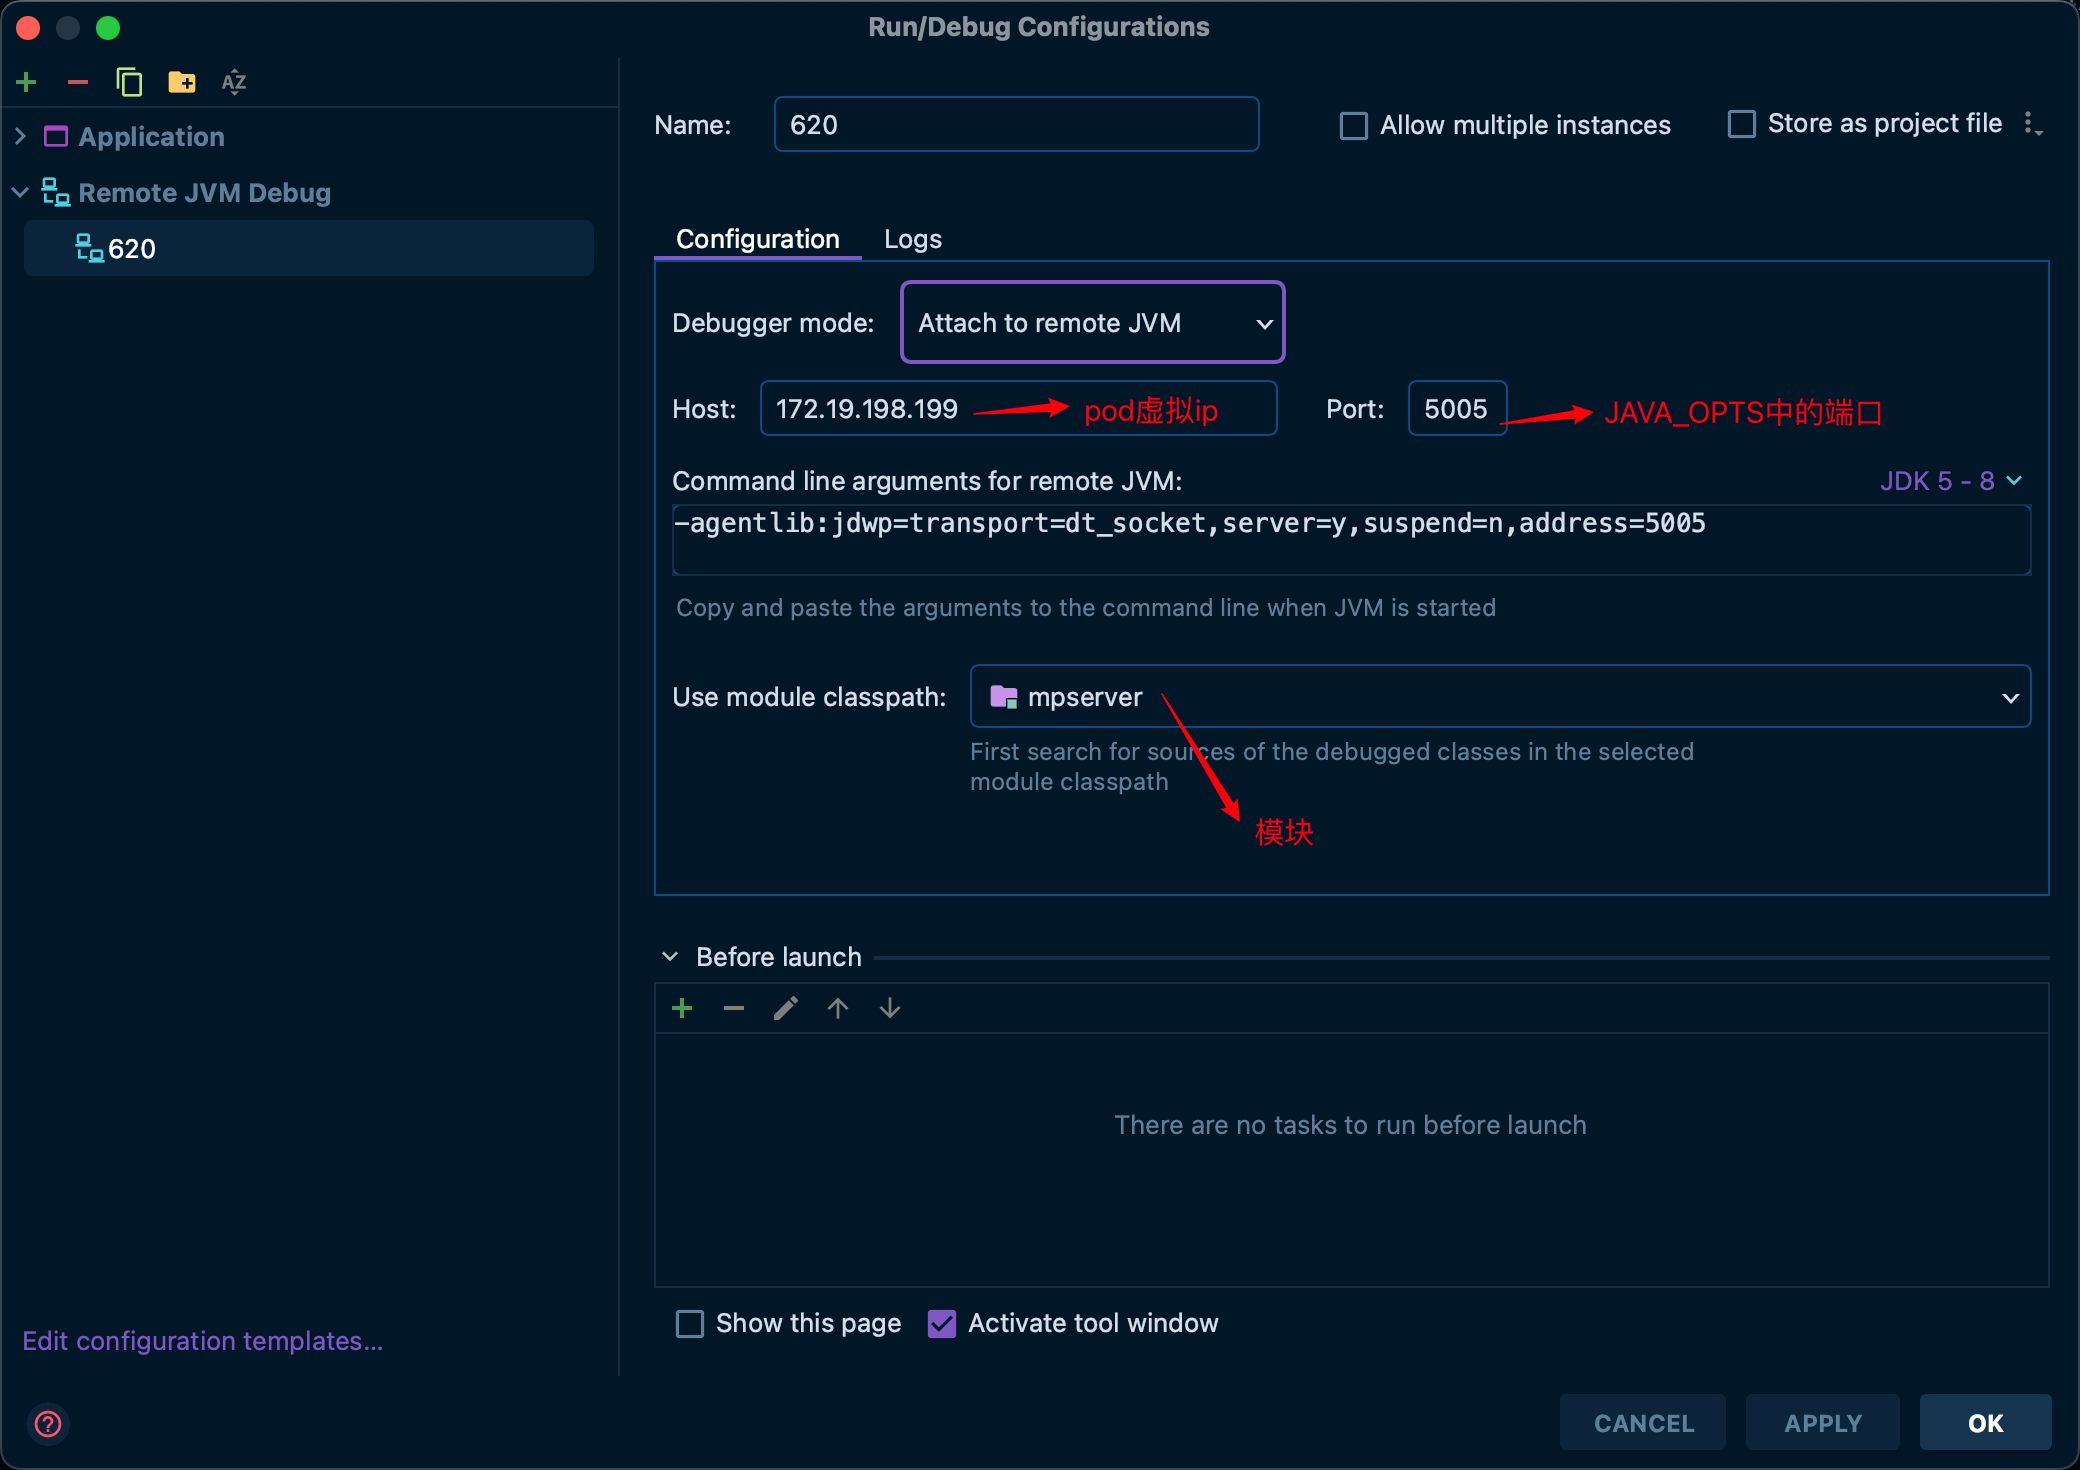 Run/Debug Configurations
Application
Remote JVM Debug
620
Name: 620
Allow multiple instances
Store as project file
Configuration Logs
Debugger mode: Attach to remote JVM
Host: 172.19.198.199 pod虚拟ip Port: 5005 JAVA_OPTS中的端口
Command line arguments for remote JVM: JDK 5 - 8
-agentlib:jdwp=transport=dt_socket,server=y,suspend=n,address=5005
Copy and paste the arguments to the command line when JVM is started
Use module classpath: mpserver
First search for sources of the debugged classes in the selected
module classpath
模块
Before launch
There are no tasks to run before launch
Show this page Activate tool window
Edit configuration templates...
CANCEL APPLY OK